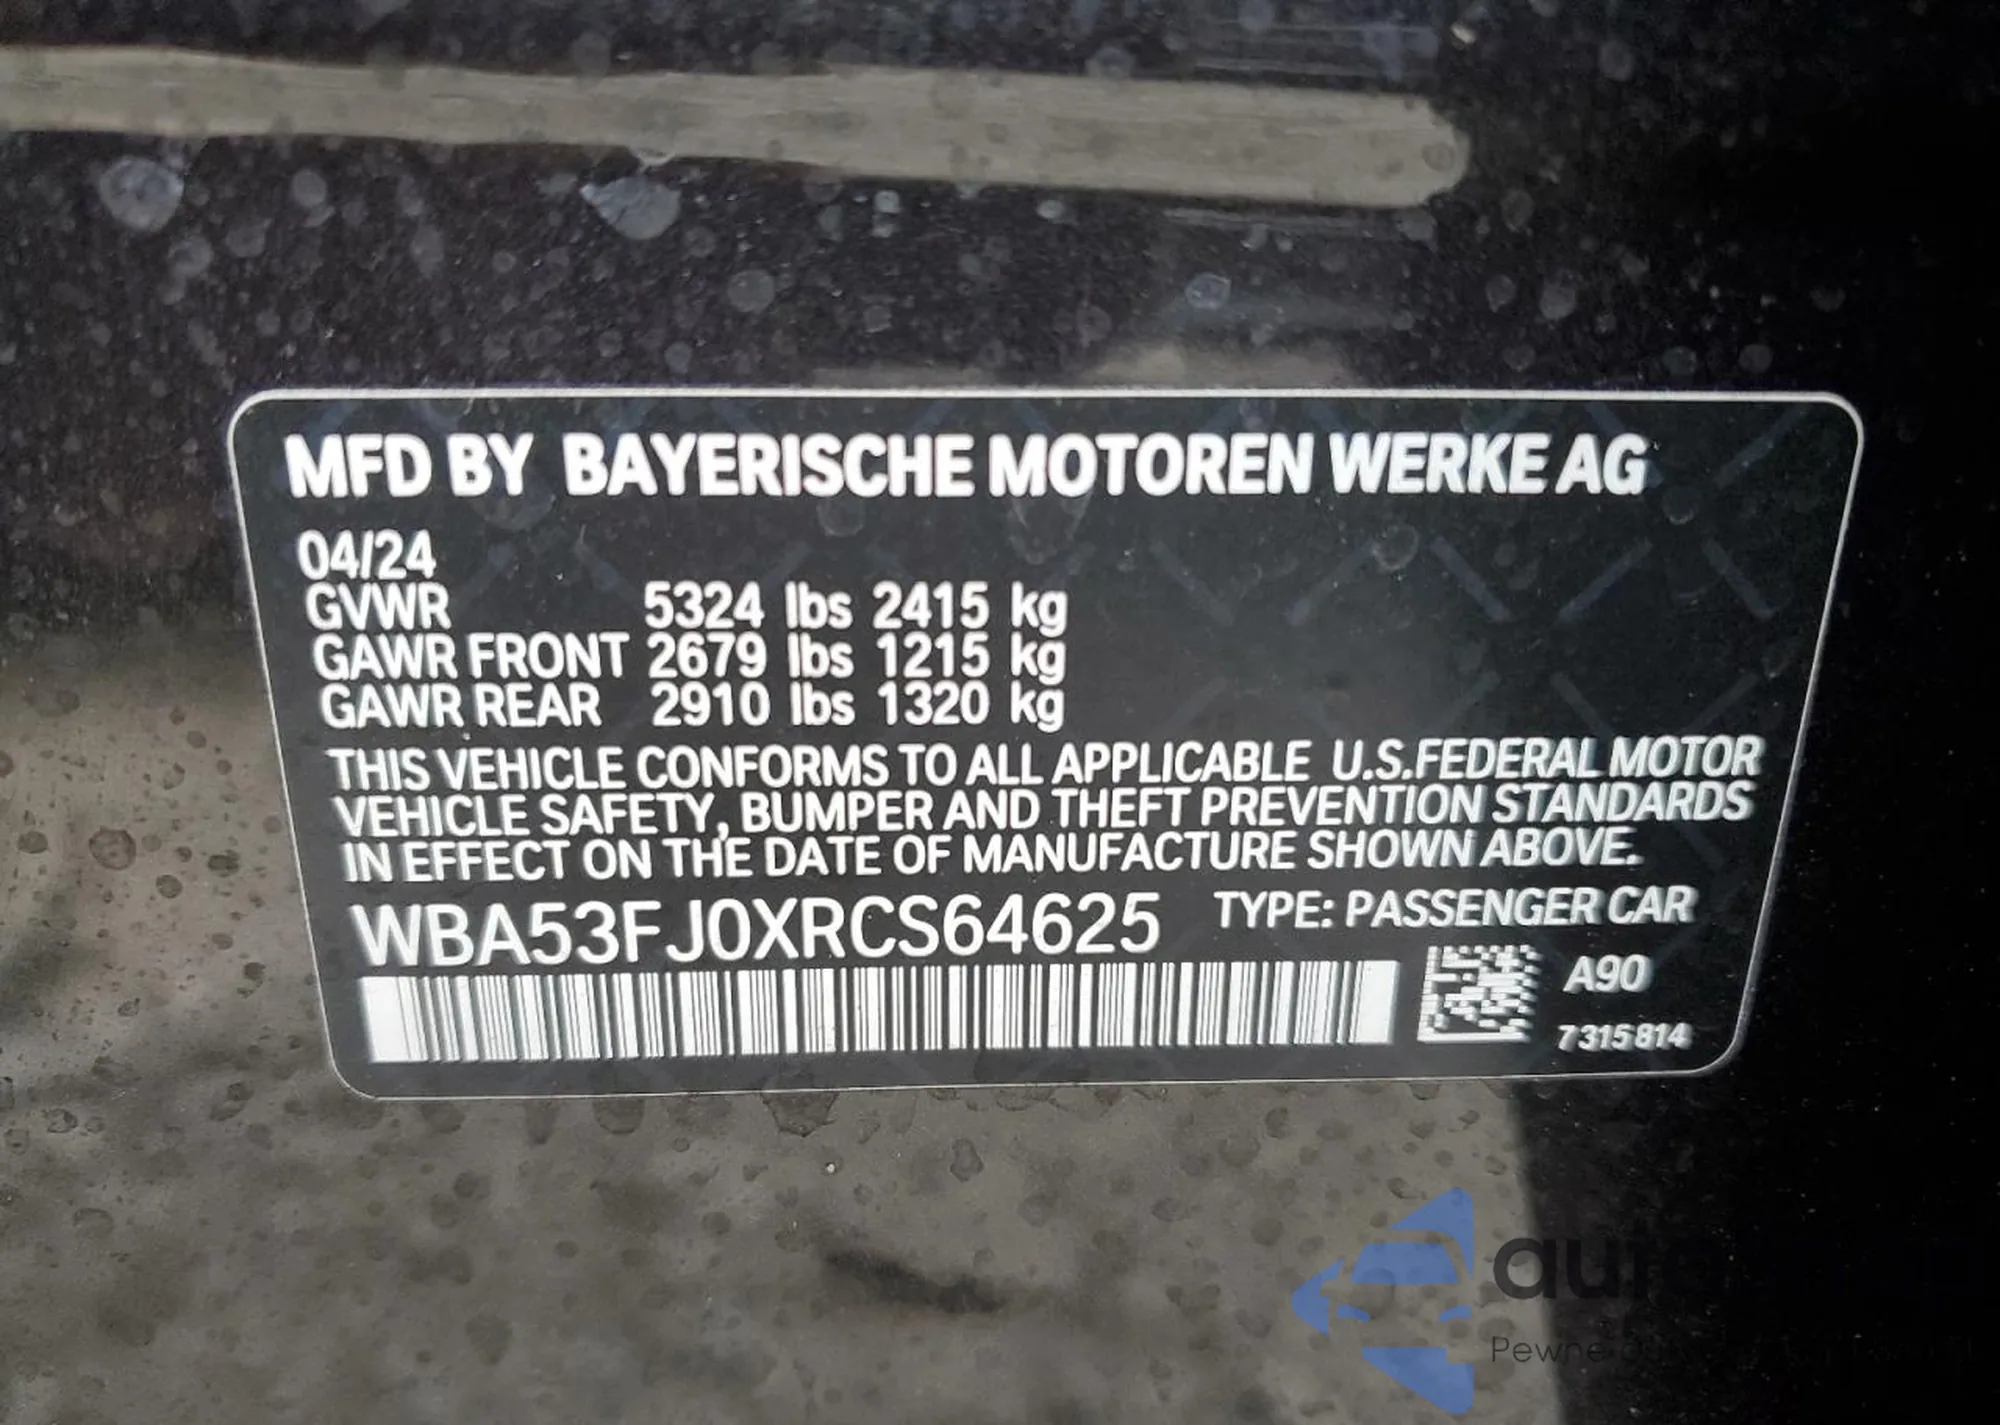 MFD BY BAYERISCHE MOTOREN WERKE AG
04/24
GVWR 5324 lbs 2415 kg
GAWR FRONT 2679 lbs 1215 kg
GAWR REAR 2910 lbs 1320 kg
THIS VEHICLE CONFORMS TO ALL APPLICABLE U.S.FEDERAL MOTOR
VEHICLE SAFETY, BUMPER AND THEFT PREVENTION STANDARDS
IN EFFECT ON THE DATE OF MANUFACTURE SHOWN ABOVE.
WBA53FJ0XRCS64625 TYPE: PASSENGER CAR
A90
7315814
Pewne